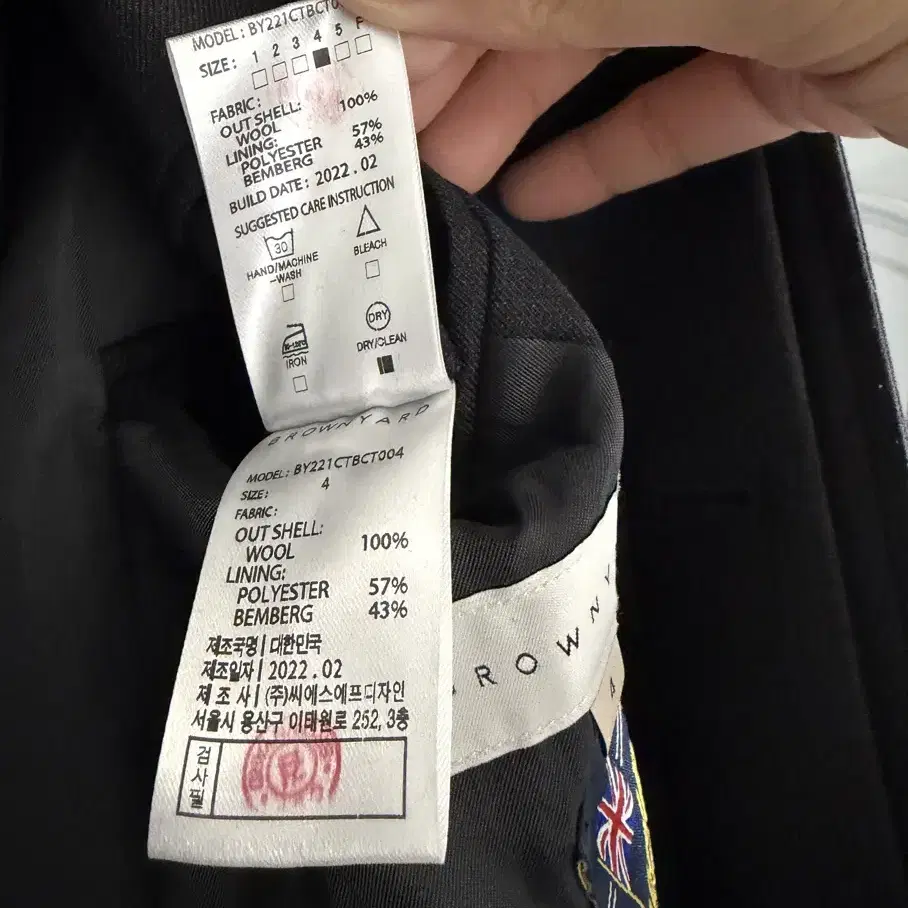 MODEL: BY221CTBCT0
SIZE: 1 2 3 4 5 F
FABRIC:
OUT SHELL:
WOOL 100%
LINING:
POLYESTER 57%
BEMBERG 43%
BUILD DATE: 2022.02
SUGGESTED CARE INSTRUCTION
30
HAND/MACHINE
-WASH
BLEACH
IRON
DRY
DRY/CLEAN
BROWNYARD
MODEL: BY221CTBCT004
SIZE: 4
FABRIC:
OUT SHELL:
WOOL 100%
LINING:
POLYESTER 57%
BEMBERG 43%
제조국명 | 대한민국
제조일자 | 2022.02
제 조 사 | (주)씨에스에프디자인
서울시 용산구 이태원로 252, 3층
검사필
ROWNY
4